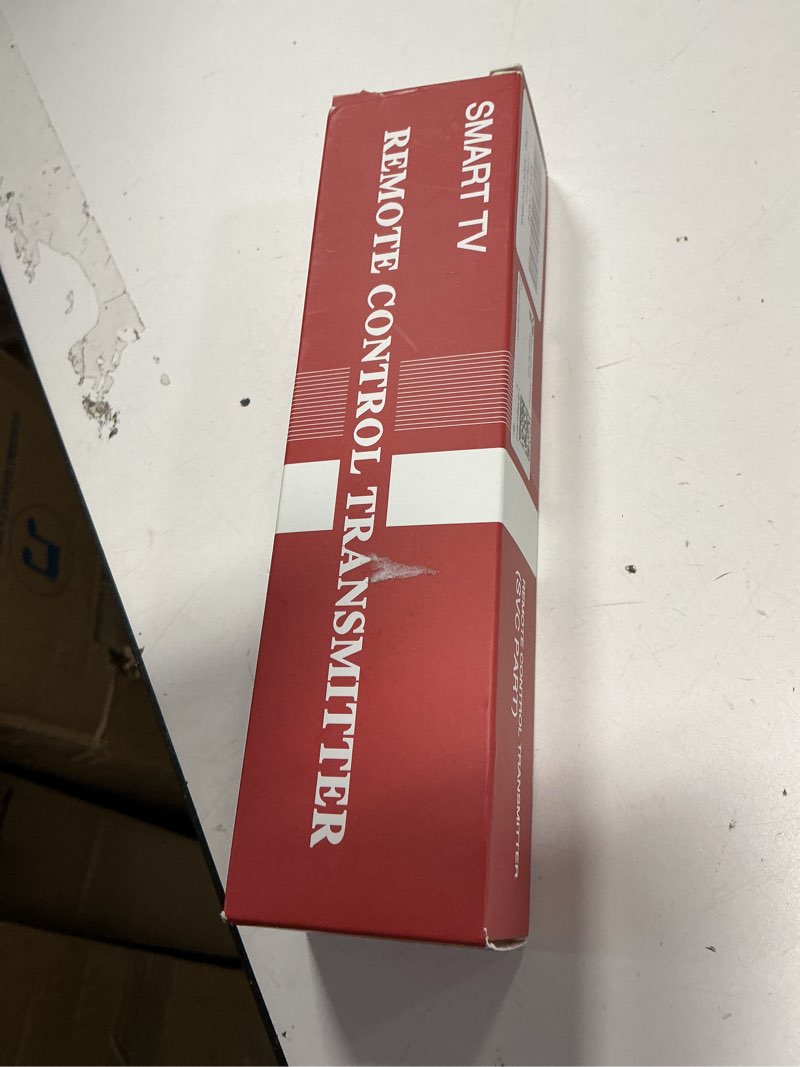 SMART TV
REMOTE CONTROL TRANSMITTER
REMOTE CONTROL TRANSMITTER
(SVC PART)